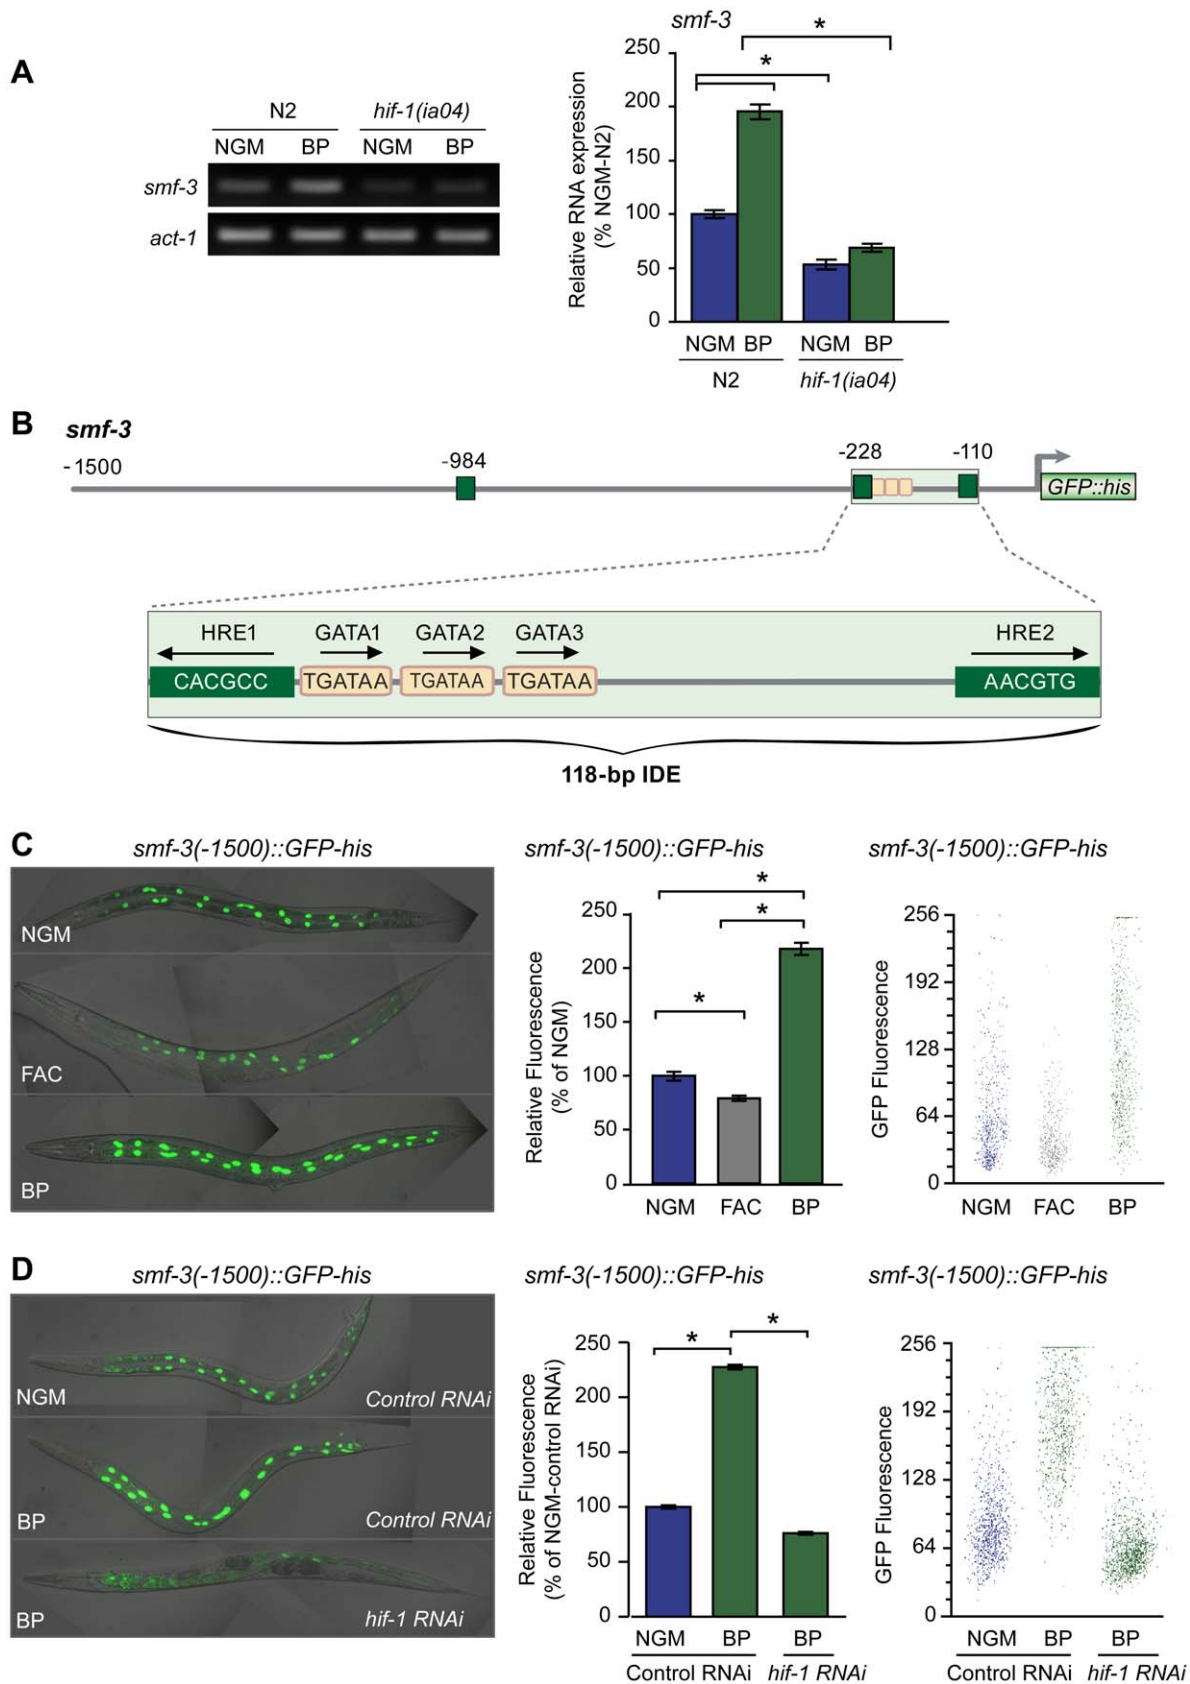 A
N2
hif-1(ia04)
NGM
BP
NGM
BP
smf-3
act-1
smf-3
Relative RNA expression
(% NGM-N2)
250
200
150
100
50
0
*
*
NGM BP
NGM BP
N2
hif-1(ia04)
B
smf-3
-1500
-984
-228
-110
GFP::his
HRE1
GATA1
GATA2
GATA3
HRE2
CACGCC
TGATAA
TGATAA
TGATAA
AACGTG
118-bp IDE
C
smf-3(-1500)::GFP-his
NGM
FAC
BP
smf-3(-1500)::GFP-his
Relative Fluorescence
(% of NGM)
250
200
150
100
50
0
*
*
*
NGM FAC BP
smf-3(-1500)::GFP-his
GFP Fluorescence
256
192
128
64
0
NGM FAC BP
D
smf-3(-1500)::GFP-his
NGM
Control RNAi
BP
Control RNAi
BP
hif-1 RNAi
smf-3(-1500)::GFP-his
Relative Fluorescence
(% of NGM-control RNAi)
250
200
150
100
50
0
*
*
NGM BP BP
Control RNAi hif-1 RNAi
smf-3(-1500)::GFP-his
GFP Fluorescence
256
192
128
64
0
NGM BP BP
Control RNAi hif-1 RNAi